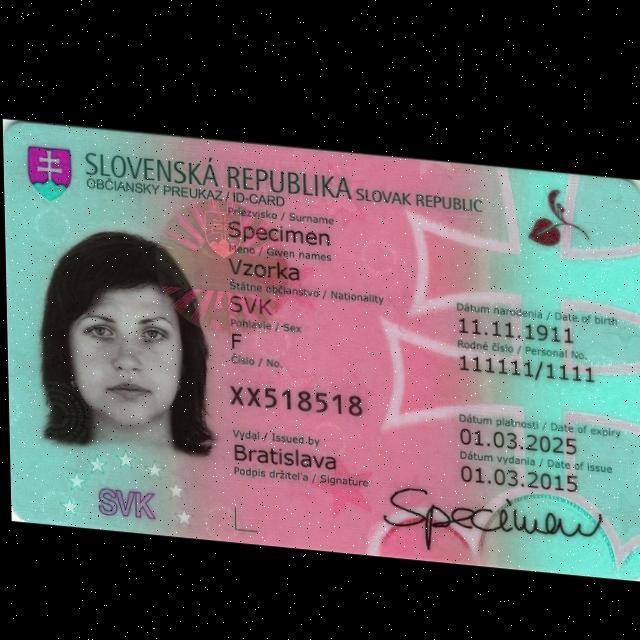 SLOVENSKÁ REPUBLIKA SLOVAK REPUBLIC
OBČIANSKY PREUKAZ / ID-CARD
Priezvisko / Surname
Specimen
Meno / Given names
Vzorka
Štátne občianstvo / Nationality
SVK
Pohlavie / Sex
F
Číslo / No.
XX518518
Vydal / Issued by
Bratislava
Podpis držiteľa / Signature
Dátum narodenia / Date of birth
11.11.1911
Rodné číslo / Personal No.
111111/1111
Dátum platnosti / Date of expiry
01.03.2025
Dátum vydania / Date of issue
01.03.2015
Specimen
SVK